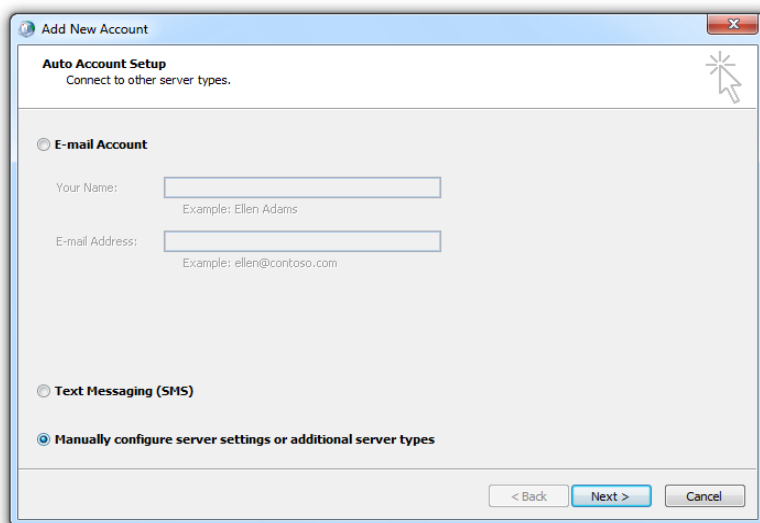 Add New Account
Auto Account Setup
Connect to other server types.
E-mail Account
Your Name:
Example: Ellen Adams
E-mail Address:
Example: ellen@contoso.com
Text Messaging (SMS)
Manually configure server settings or additional server types
< Back Next > Cancel